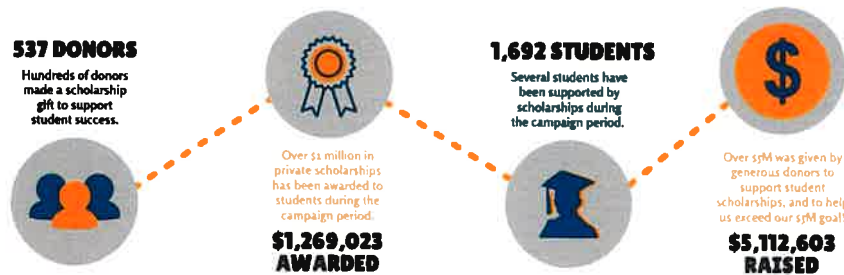 537 DONORS
Hundreds of donors
made a scholarship
gift to support
student success.
Over $1 million in
private scholarships
has been awarded to
students during the
campaign period.
$1,269,023
AWARDED
1,692 STUDENTS
Several students have
been supported by
scholarships during
the campaign period.
$
Over $5M was given by
generous donors to
support student
scholarships, and to help
us exceed our $5M goal!
$5,112,603
RAISED